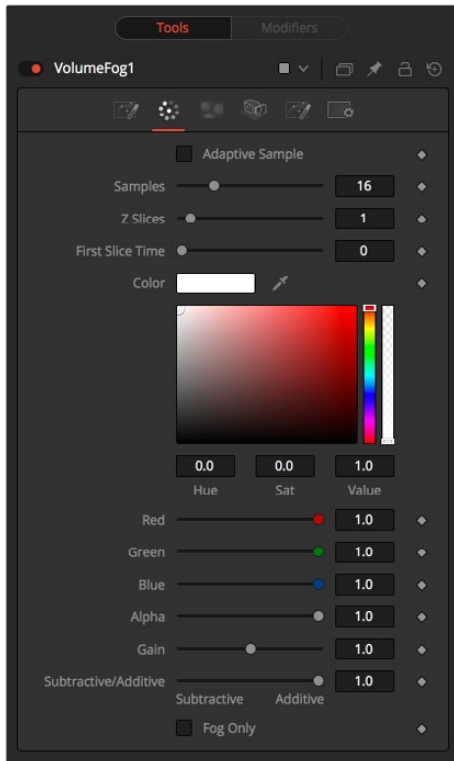 Tools Modifiers
VolumeFog1
Adaptive Sample
Samples 16
Z Slices 1
First Slice Time 0
Color
0.0 0.0 1.0
Hue Sat Value
Red 1.0
Green 1.0
Blue 1.0
Alpha 1.0
Gain 1.0
Subtractive/Additive 1.0
Subtractive Additive
Fog Only